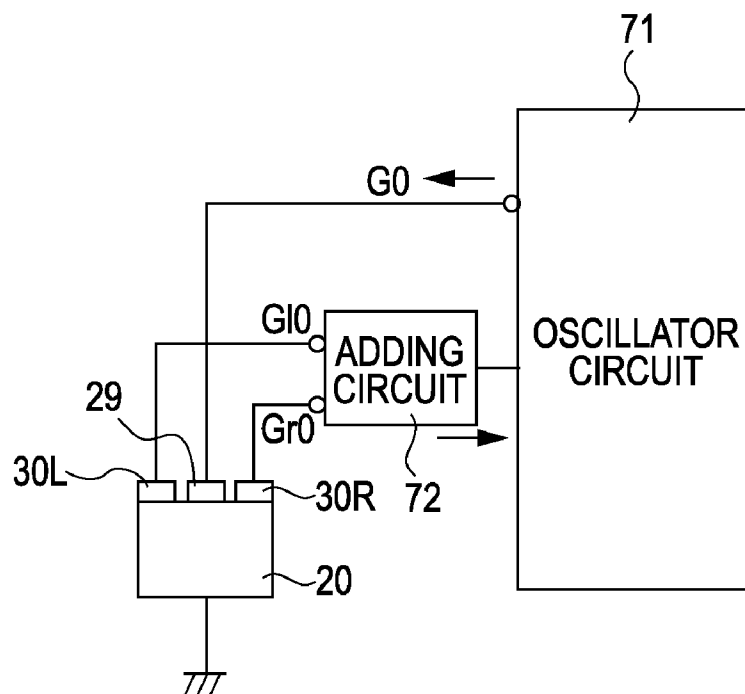 71
G0
Gl0
ADDING
CIRCUIT
OSCILLATOR
CIRCUIT
29
Gr0
30L
30R
72
20